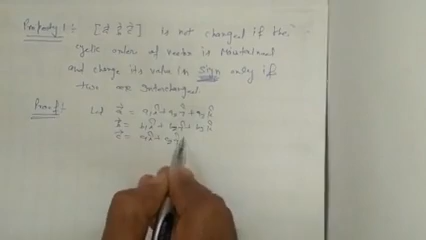 Property 1: [a⃗ b⃗ c⃗] is not changed if the
cyclic order of vector is maintained
and change its value in sign only if
two are interchanged.
Proof: Let a⃗ = a₁î + a₂ĵ + a₃k̂
b⃗ = b₁î + b₂ĵ + b₃k̂
c⃗ = c₁î + c₂ĵ